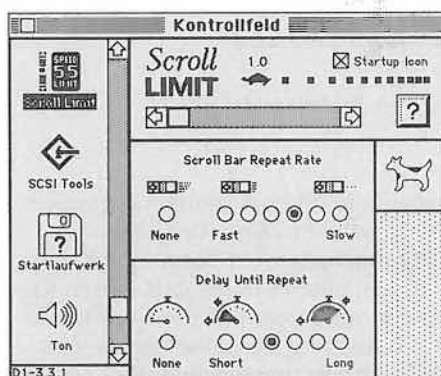 Kontrollfeld
SPEED
55
LIMIT
Scroll Limit
SCSI Tools
0
?
Startlaufwerk
Ton
D1-3.3.1
Scroll
LIMIT
1.0
Startup Icon
?
Scroll Bar Repeat Rate
None Fast Slow
Delay Until Repeat
None Short Long